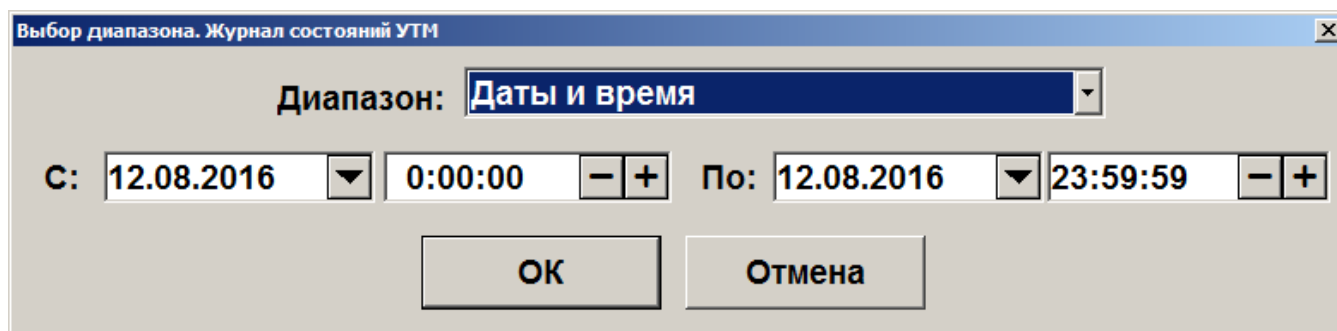 Выбор диапазона. Журнал состояний УТМ
Диапазон: Даты и время
С: 12.08.2016 0:00:00 По: 12.08.2016 23:59:59
ОК Отмена